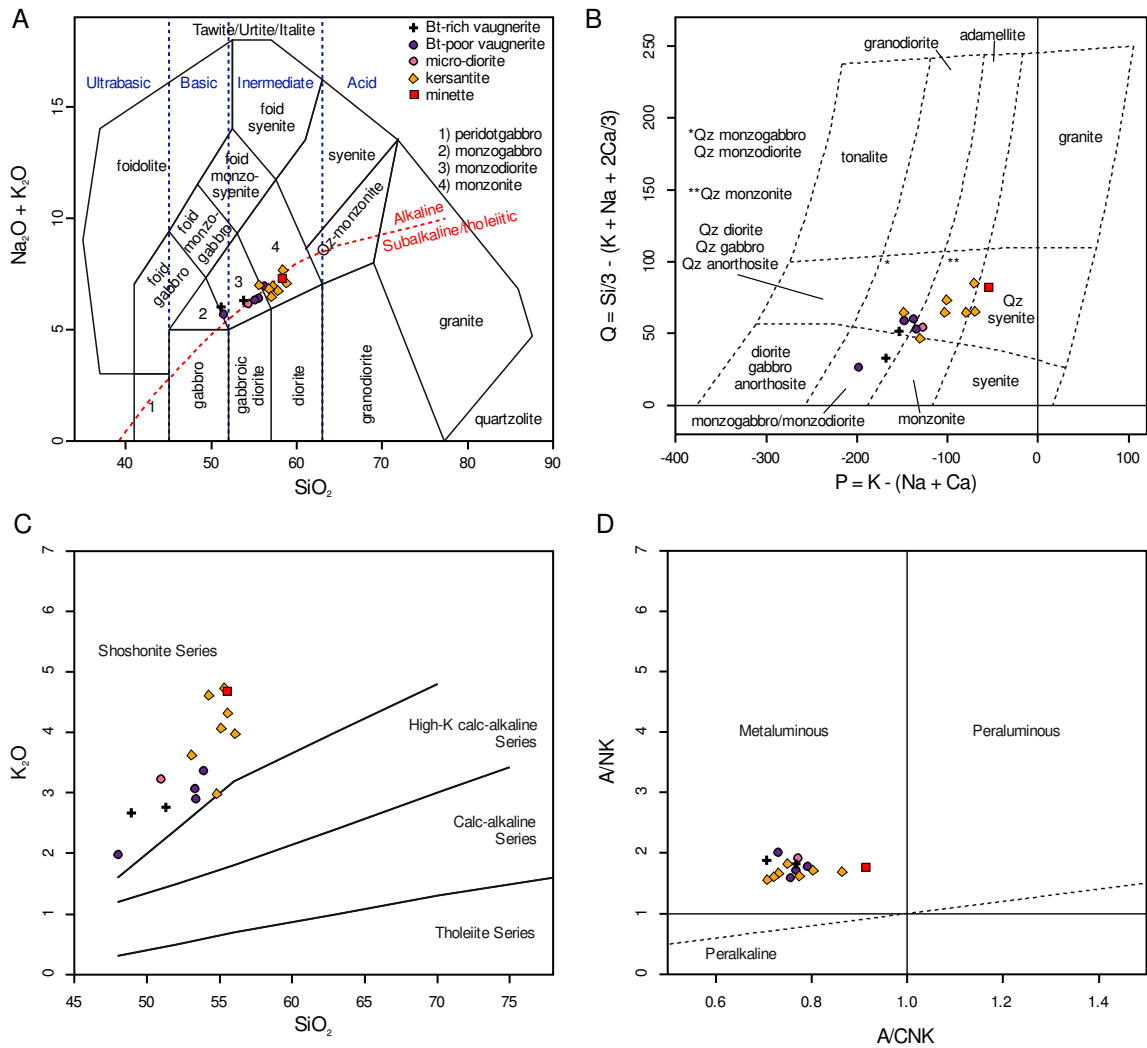 A
Tawite/Urtite/Italite
Ultrabasic
Basic
Inermediate
Acid
Bt-rich vaugnerite
Bt-poor vaugnerite
micro-diorite
kersantite
minette
1) peridotgabbro
2) monzogabbro
3) monzodiorite
4) monzonite
foidolite
foid
syenite
foid
monzo-
syenite
syenite
foid
monzo-
gabbro
foid
gabbro
Qz-monzonite
Alkaline
Subalkaline/tholeiitic
4
3
2
1
gabbro
gabbroic
diorite
diorite
granodiorite
granite
quartzolite
Na₂O + K₂O
0
5
10
15
40
50
60
70
80
90
SiO₂
B
granodiorite
adamellite
*Qz monzogabbro
Qz monzodiorite
**Qz monzonite
tonalite
granite
Qz diorite
Qz gabbro
Qz anorthosite
*
**
Qz
syenite
diorite
gabbro
anorthosite
syenite
monzogabbro/monzodiorite
monzonite
Q = Si/3 - (K + Na + 2Ca/3)
0
50
100
150
200
250
-400
-300
-200
-100
0
100
P = K - (Na + Ca)
C
Shoshonite Series
High-K calc-alkaline
Series
Calc-alkaline
Series
Tholeiite Series
K₂O
0
1
2
3
4
5
6
7
45
50
55
60
65
70
75
SiO₂
D
Metaluminous
Peraluminous
Peralkaline
A/NK
0
1
2
3
4
5
6
7
0.6
0.8
1.0
1.2
1.4
A/CNK